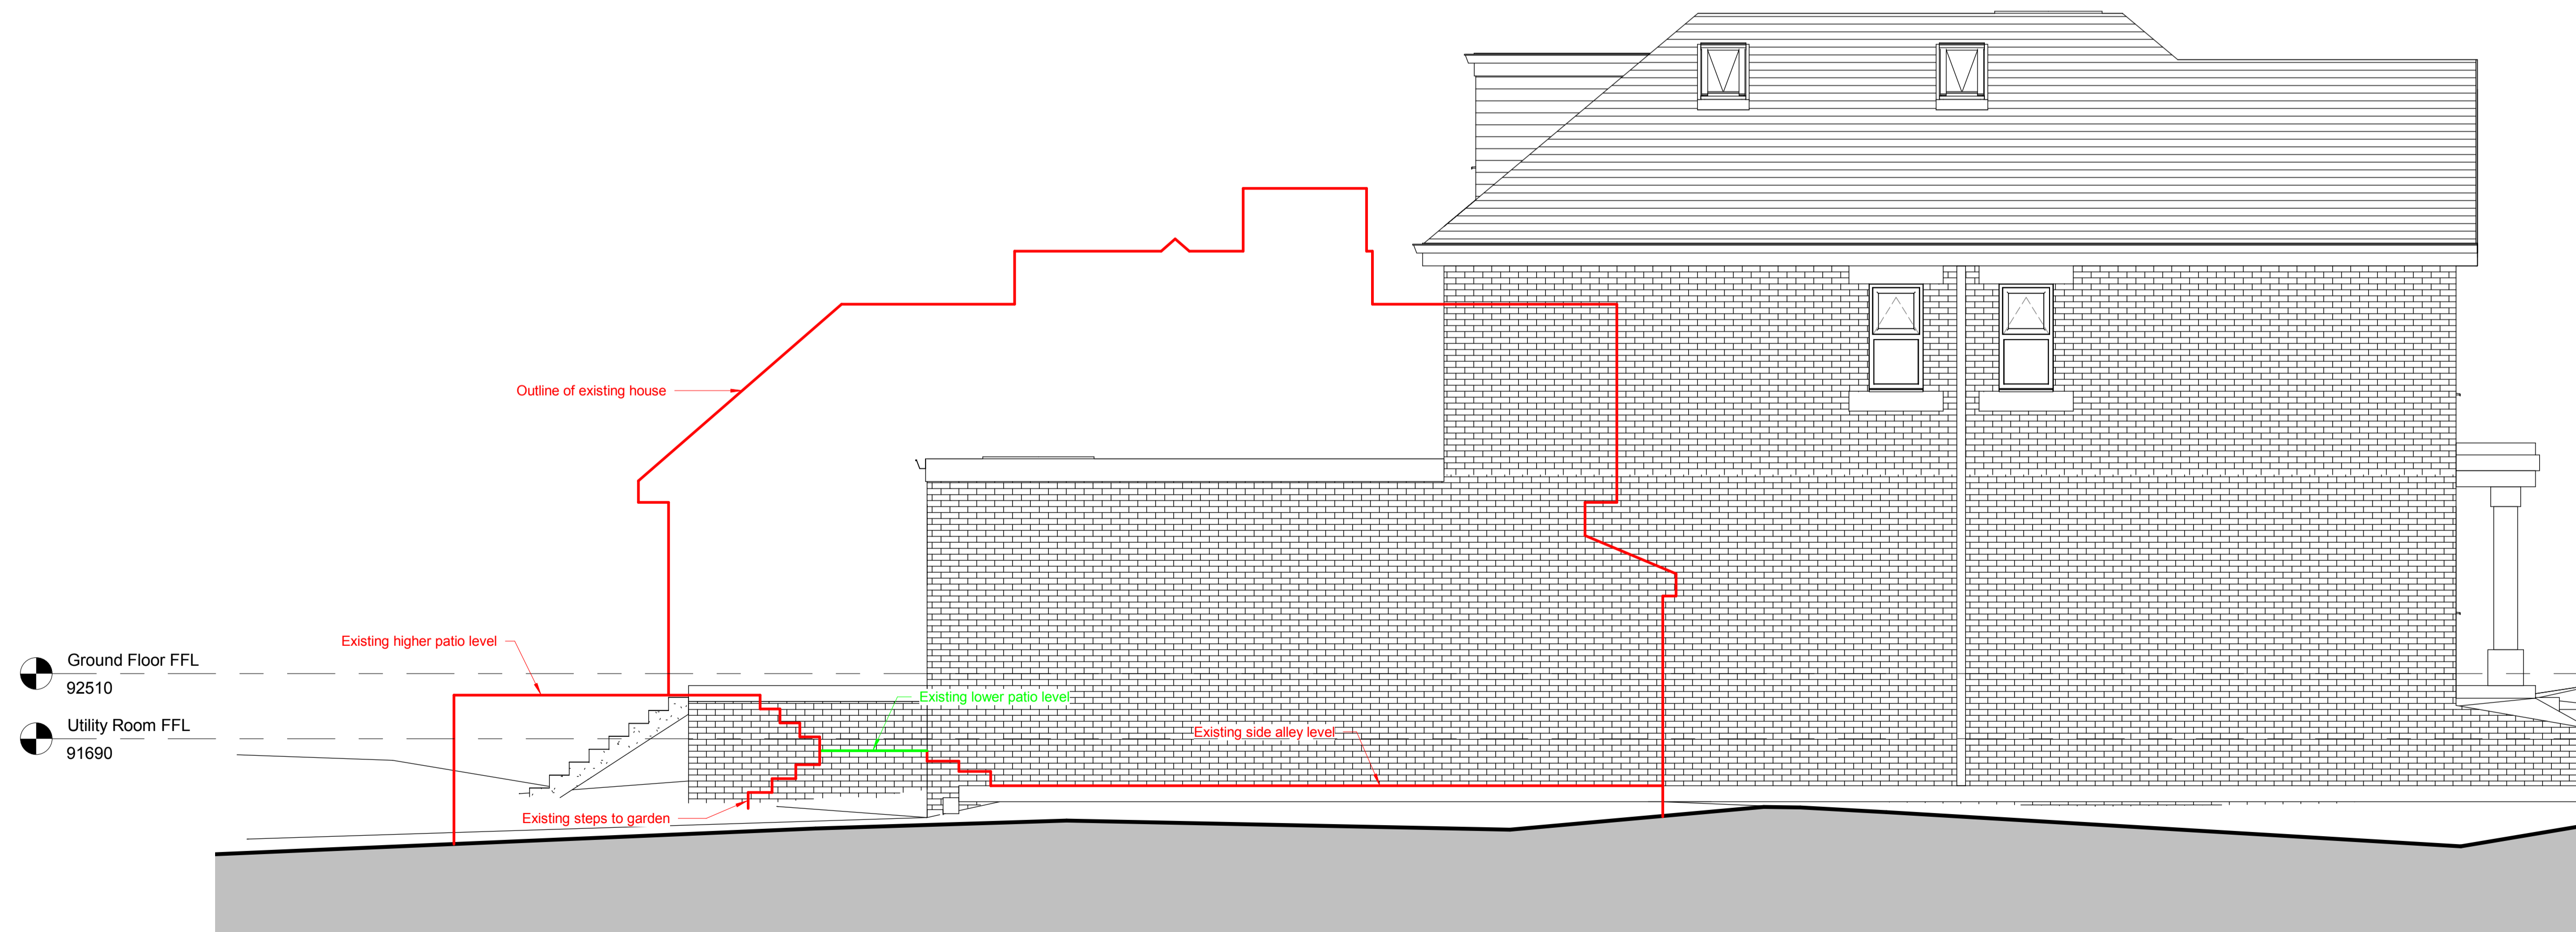 Outline of existing house
Existing higher patio level
Ground Floor FFL
92510
Existing lower patio level
Utility Room FFL
91690
Existing side alley level
Existing steps to garden